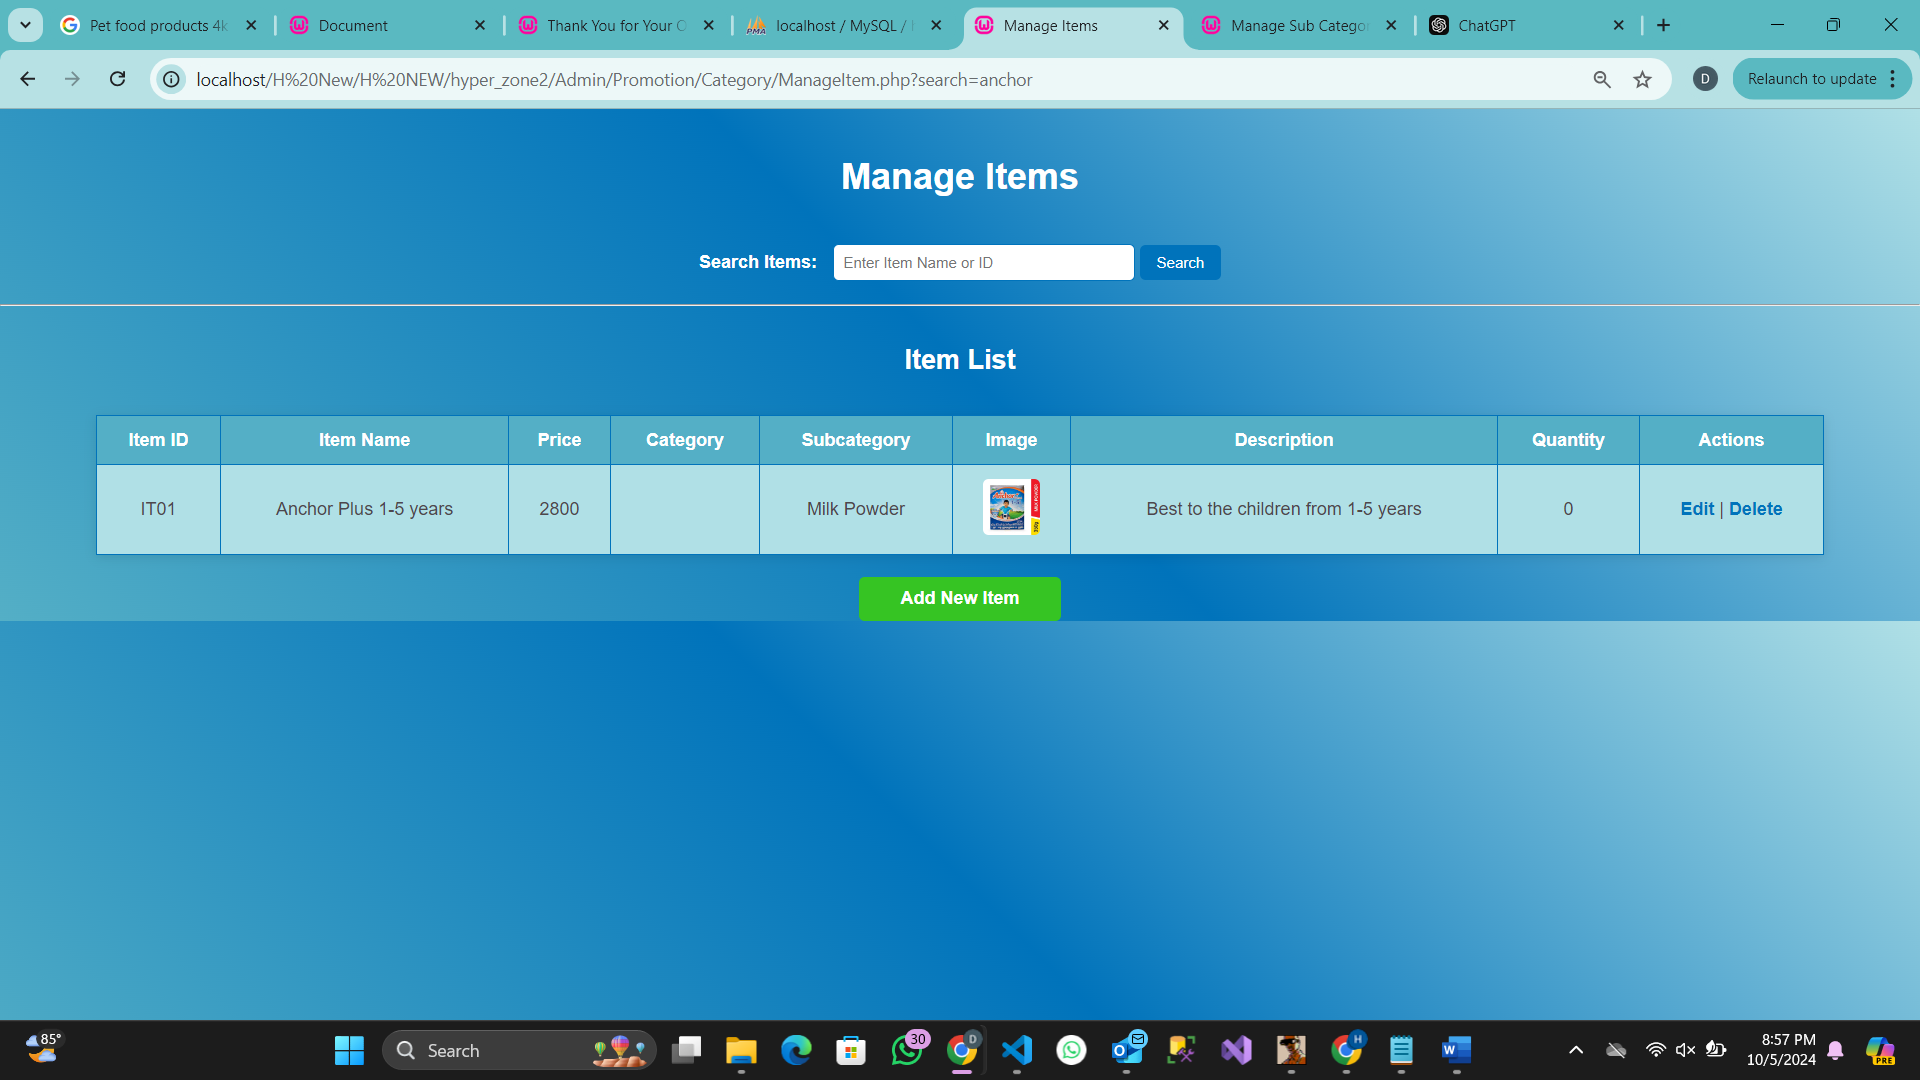 Pet food products 4k
Document
Thank You for Your O
localhost / MySQL /
Manage Items
Manage Sub Categor
ChatGPT
localhost/H%20New/H%20NEW/hyper_zone2/Admin/Promotion/Category/ManageItem.php?search=anchor
D
Relaunch to update
Manage Items
Search Items: Enter Item Name or ID Search
Item List
Item ID Item Name Price Category Subcategory Image Description Quantity Actions
IT01 Anchor Plus 1-5 years 2800 Milk Powder Best to the children from 1-5 years 0 Edit | Delete
Add New Item
85°
Search
30
D
H
PRE
8:57 PM
10/5/2024